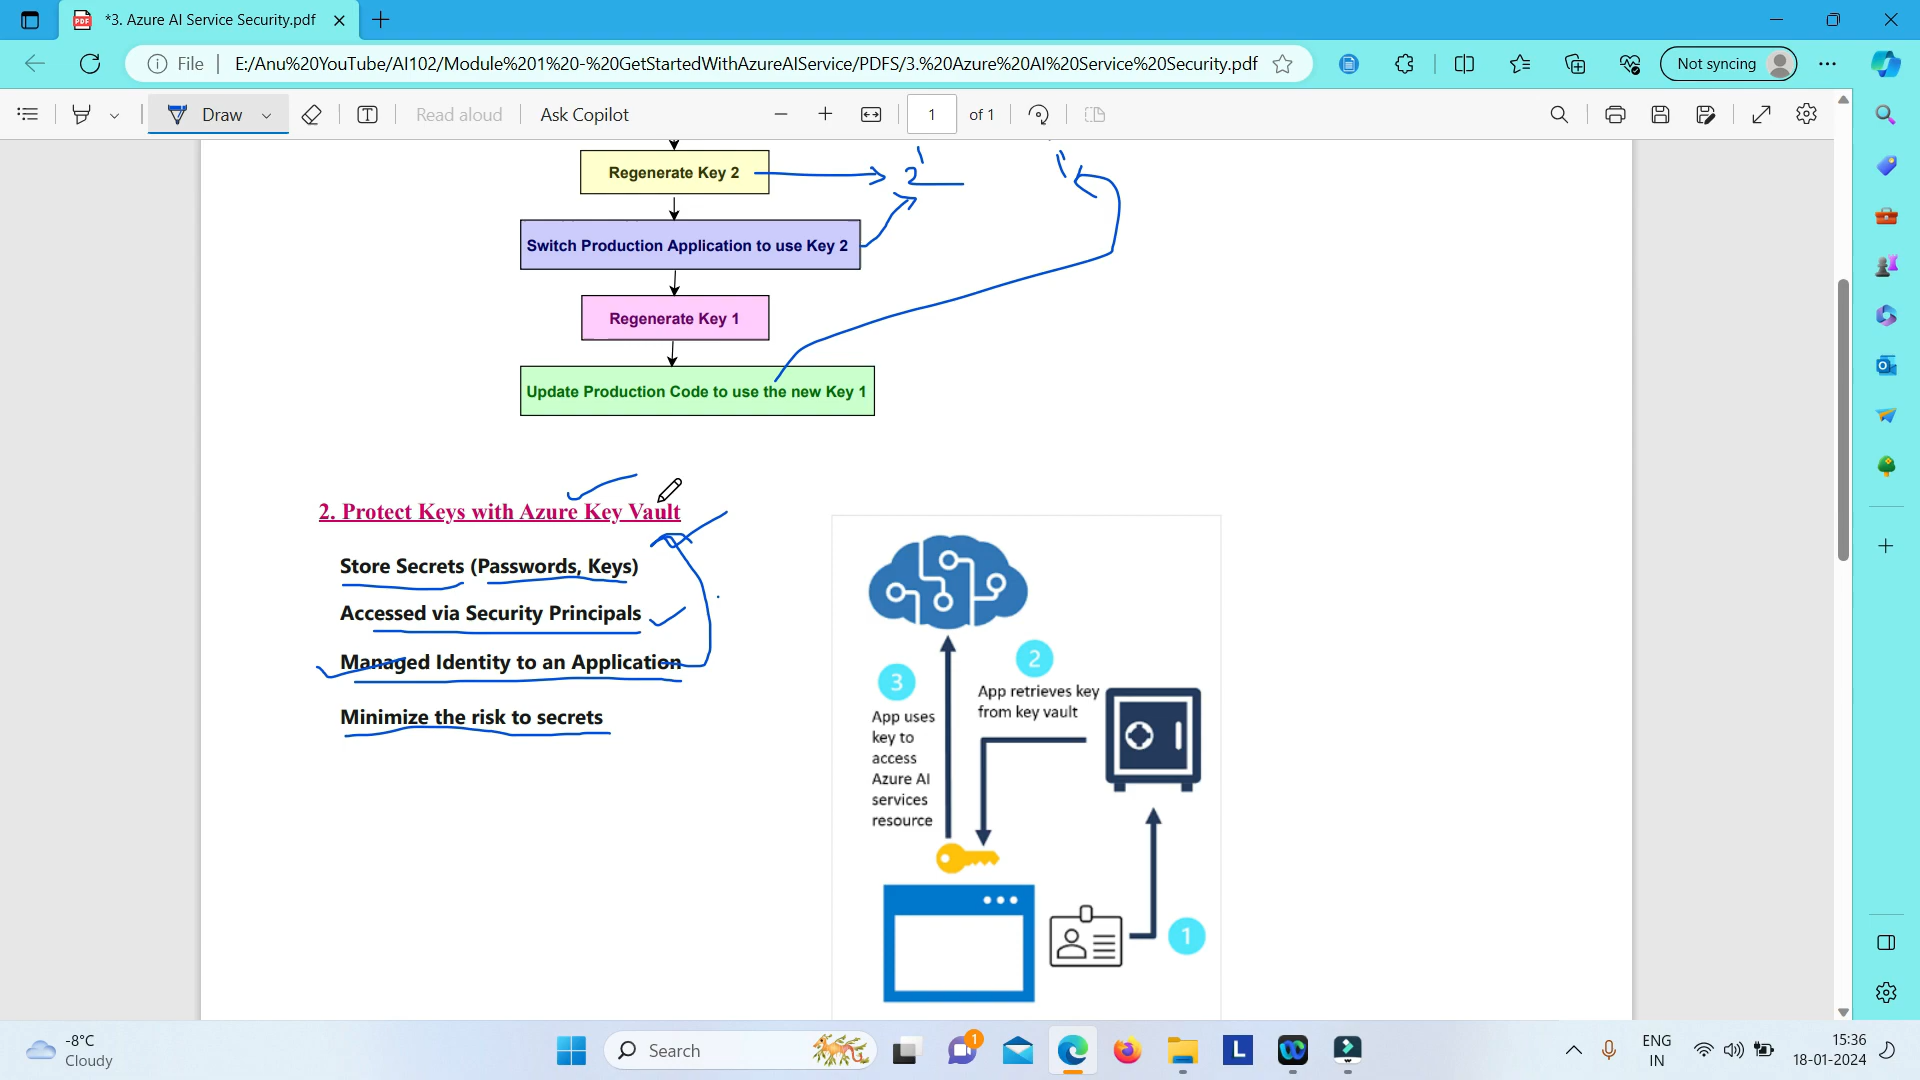 *3. Azure AI Service Security.pdf
File
E:/Anu%20YouTube/AI102/Module%201%20-%20GetStartedWithAzureAIService/PDFS/3.%20Azure%20AI%20Service%20Security.pdf
Not syncing
Draw
Read aloud
Ask Copilot
1
of 1
Regenerate Key 2
2
Switch Production Application to use Key 2
Regenerate Key 1
Update Production Code to use the new Key 1
2. Protect Keys with Azure Key Vault
Store Secrets (Passwords, Keys)
Accessed via Security Principals
Managed Identity to an Application
Minimize the risk to secrets
2
App retrieves key
from key vault
3
App uses
key to
access
Azure AI
services
resource
1
-8°C
Cloudy
Search
1
L
ENG
IN
15:36
18-01-2024